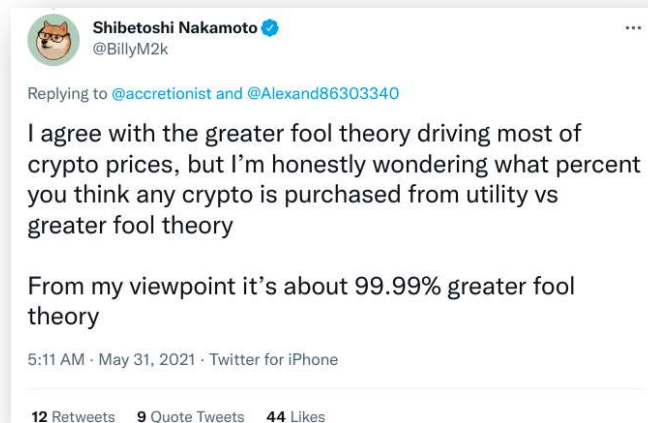 Shibetoshi Nakamoto
@BillyM2k
Replying to @accretionist and @Alexand86303340
I agree with the greater fool theory driving most of
crypto prices, but I’m honestly wondering what percent
you think any crypto is purchased from utility vs
greater fool theory
From my viewpoint it’s about 99.99% greater fool
theory
5:11 AM · May 31, 2021 · Twitter for iPhone
12 Retweets 9 Quote Tweets 44 Likes